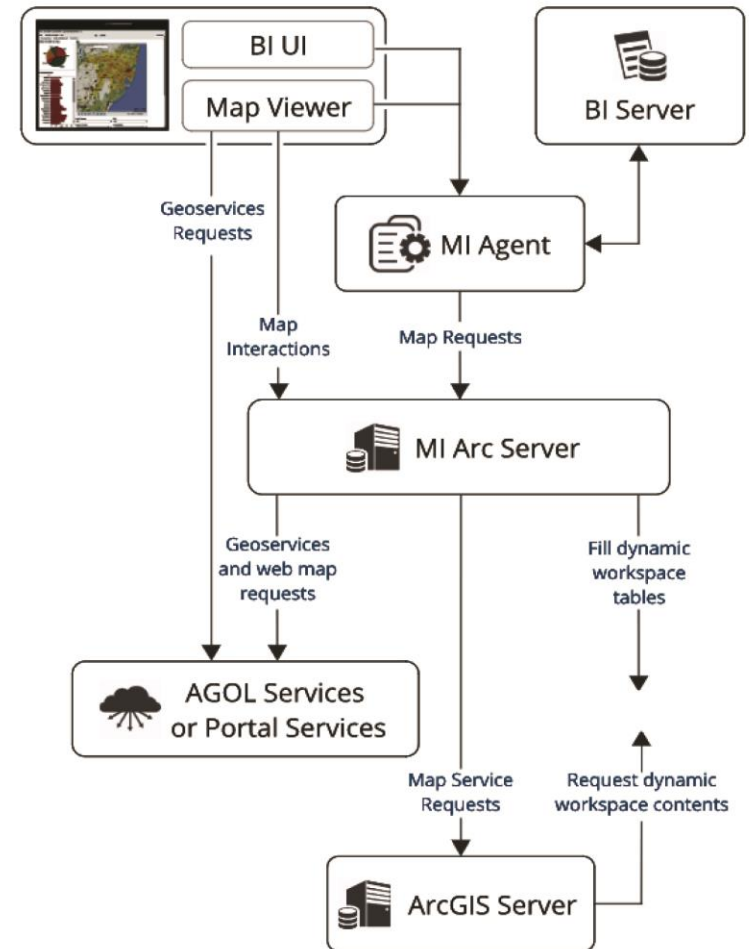 BI UI
Map Viewer
BI Server
Geoservices
Requests
MI Agent
Map
Interactions
Map Requests
MI Arc Server
Geoservices
and web map
requests
Fill dynamic
workspace
tables
AGOL Services
or Portal Services
Map Service
Requests
Request dynamic
workspace contents
ArcGIS Server